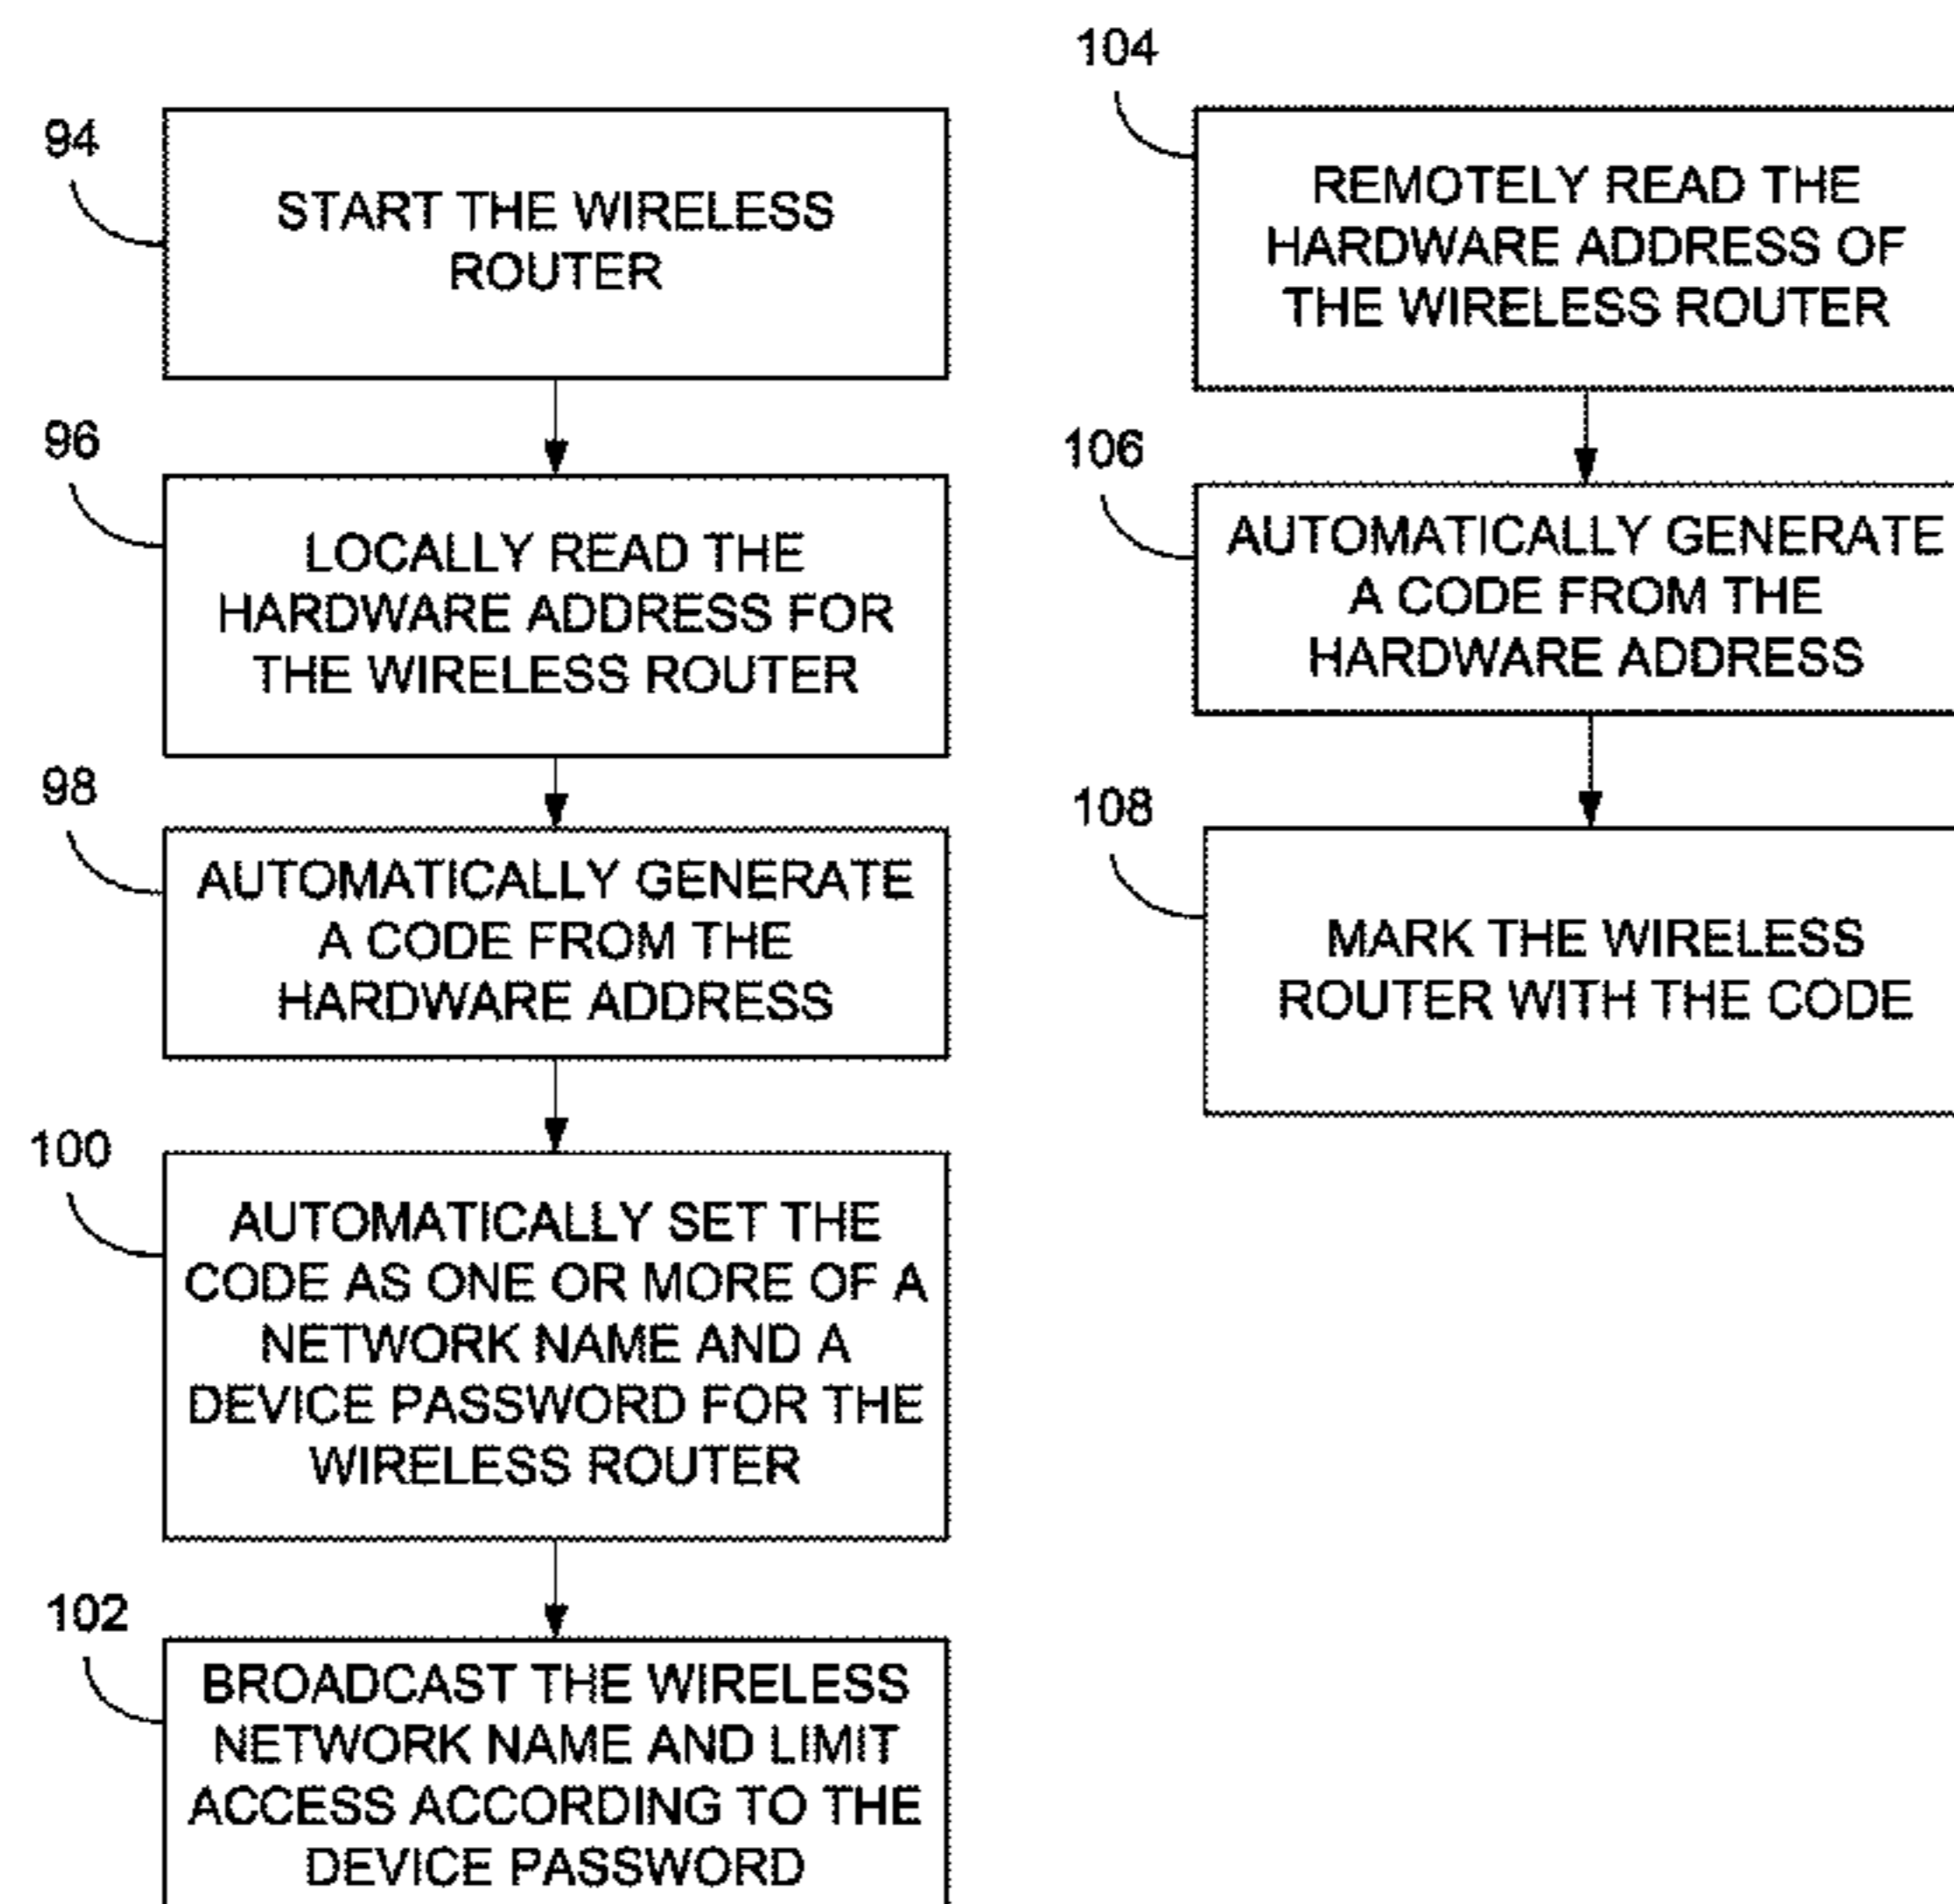 94
START THE WIRELESS
ROUTER
96
LOCALLY READ THE
HARDWARE ADDRESS FOR
THE WIRELESS ROUTER
98
AUTOMATICALLY GENERATE
A CODE FROM THE
HARDWARE ADDRESS
100
AUTOMATICALLY SET THE
CODE AS ONE OR MORE OF A
NETWORK NAME AND A
DEVICE PASSWORD FOR THE
WIRELESS ROUTER
102
BROADCAST THE WIRELESS
NETWORK NAME AND LIMIT
ACCESS ACCORDING TO THE
DEVICE PASSWORD
104
REMOTELY READ THE
HARDWARE ADDRESS OF
THE WIRELESS ROUTER
106
AUTOMATICALLY GENERATE
A CODE FROM THE
HARDWARE ADDRESS
108
MARK THE WIRELESS
ROUTER WITH THE CODE